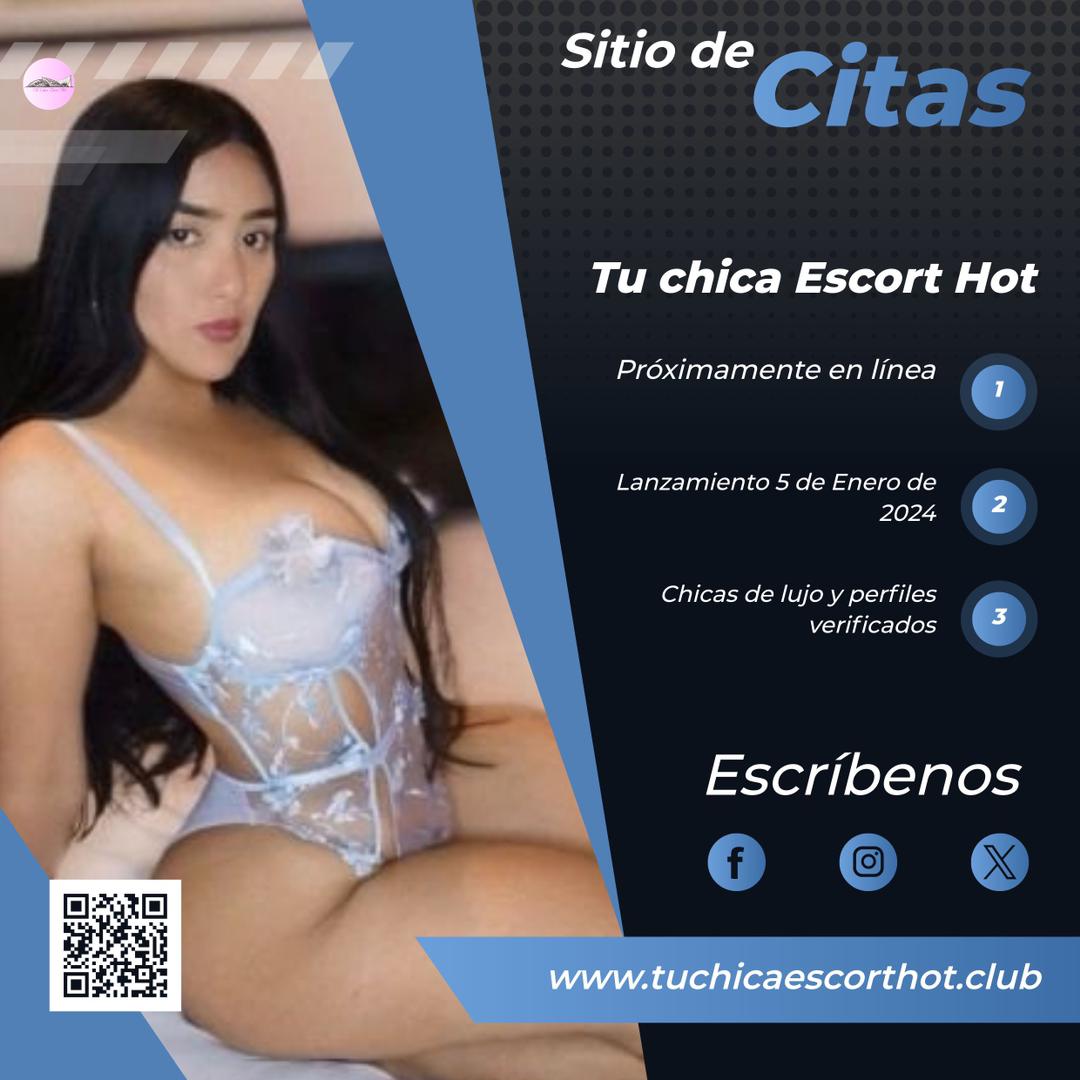 Sitio de
Citas
Tu chica Escort Hot
Próximamente en línea
1
Lanzamiento 5 de Enero de
2024
2
Chicas de lujo y perfiles
verificados
3
Escríbenos
www.tuchicaescorthot.club